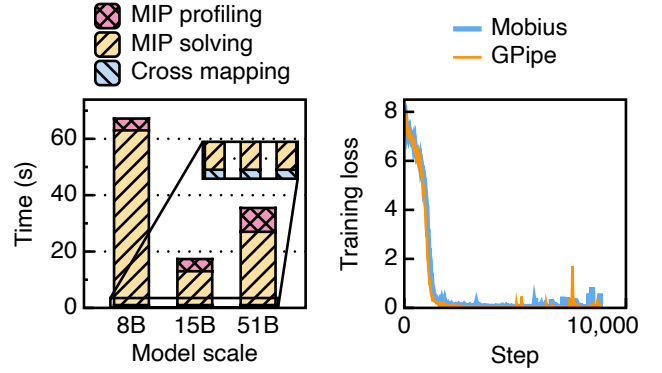 MIP profiling
MIP solving
Cross mapping
Time (s)
60
40
20
0
8B 15B 51B
Model scale
Mobius
GPipe
Training loss
8
6
4
2
0
0 10,000
Step